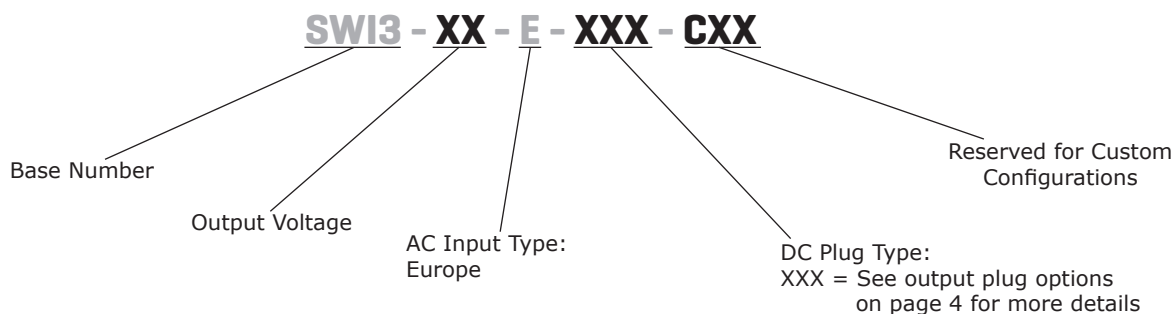 SWI3 - XX - E - XXX - CXX
Base Number
Output Voltage
AC Input Type:
Europe
DC Plug Type:
XXX = See output plug options
on page 4 for more details
Reserved for Custom
Configurations